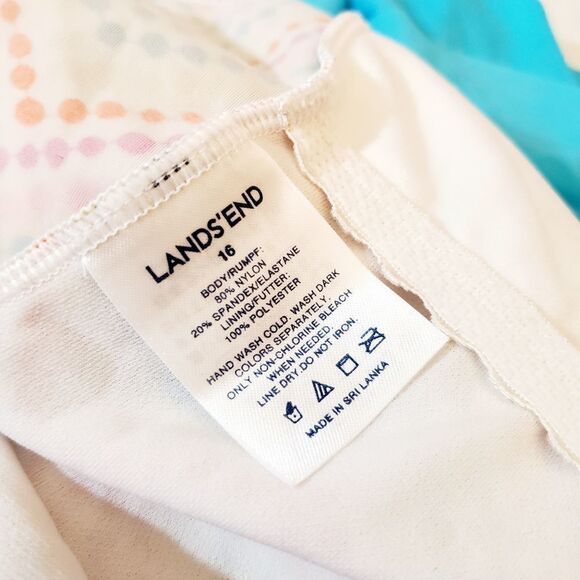 LANDS'END
16
BODY/RUMPF:
80% NYLON
20% SPANDEX/ELASTANE
LINING/FUTTER:
100% POLYESTER
HAND WASH COLD. WASH DARK
COLORS SEPARATELY.
ONLY NON-CHLORINE BLEACH
WHEN NEEDED.
LINE DRY.DO NOT IRON.
MADE IN SRI LANKA